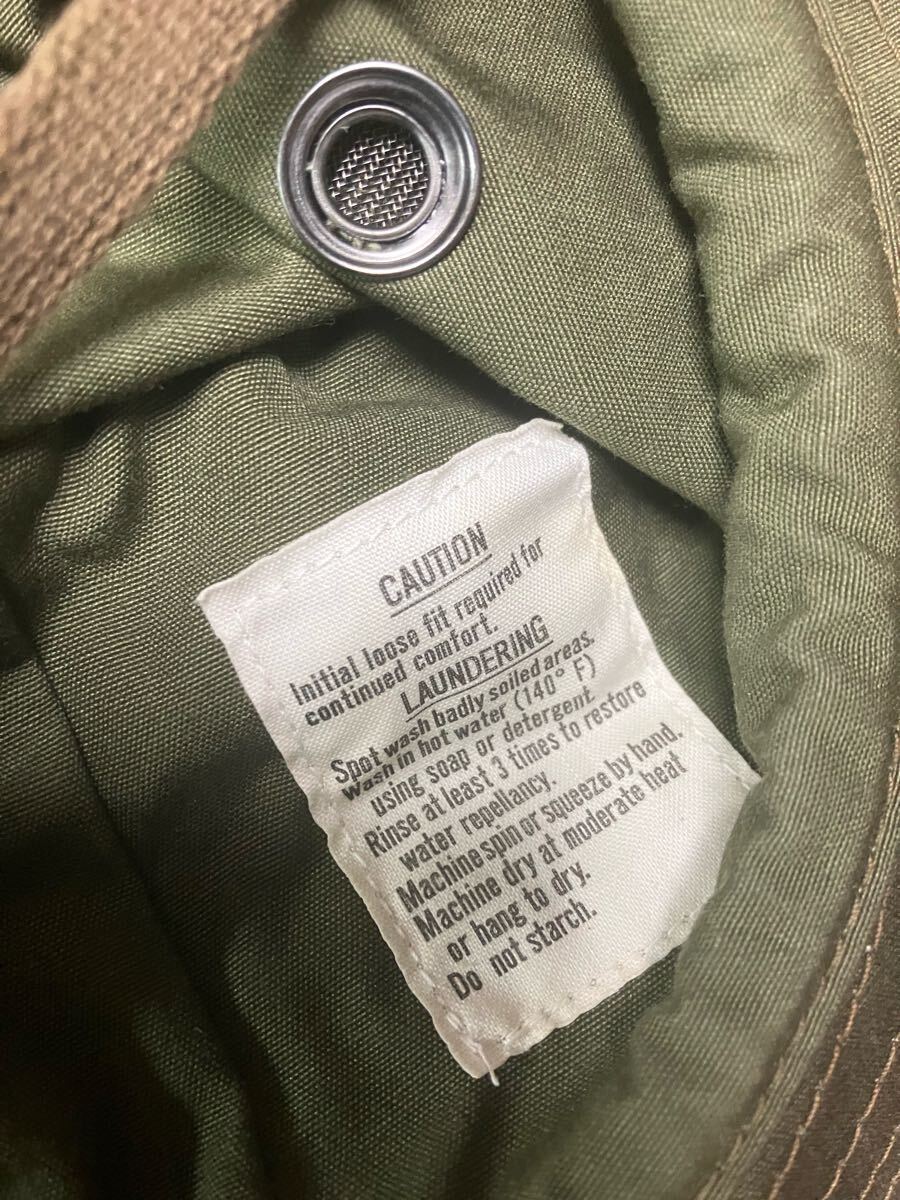 CAUTION
Initial loose fit required for
continued comfort.
LAUNDERING
Spot wash badly soiled areas.
Wash in hot water (140° F)
using soap or detergent.
Rinse at least 3 times to restore
water repellancy.
Machine spin or squeeze by hand.
Machine dry at moderate heat
or hang to dry.
Do not starch.